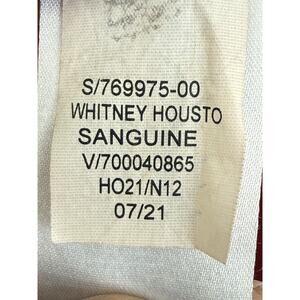 S/769975-00
WHITNEY HOUSTO
SANGUINE
V/700040865
HO21/N12
07/21